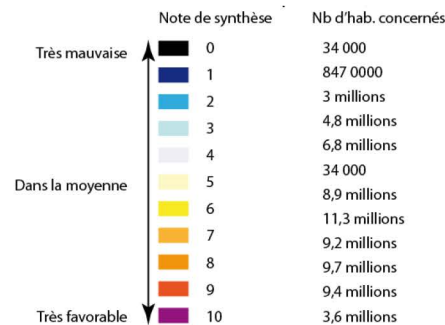 Note de synthèse Nb d'hab. concernés
Très mauvaise 0 34 000
1 847 0000
2 3 millions
3 4,8 millions
4 6,8 millions
Dans la moyenne 5 34 000
6 8,9 millions
7 11,3 millions
8 9,2 millions
9 9,7 millions
9,4 millions
Très favorable 10 3,6 millions